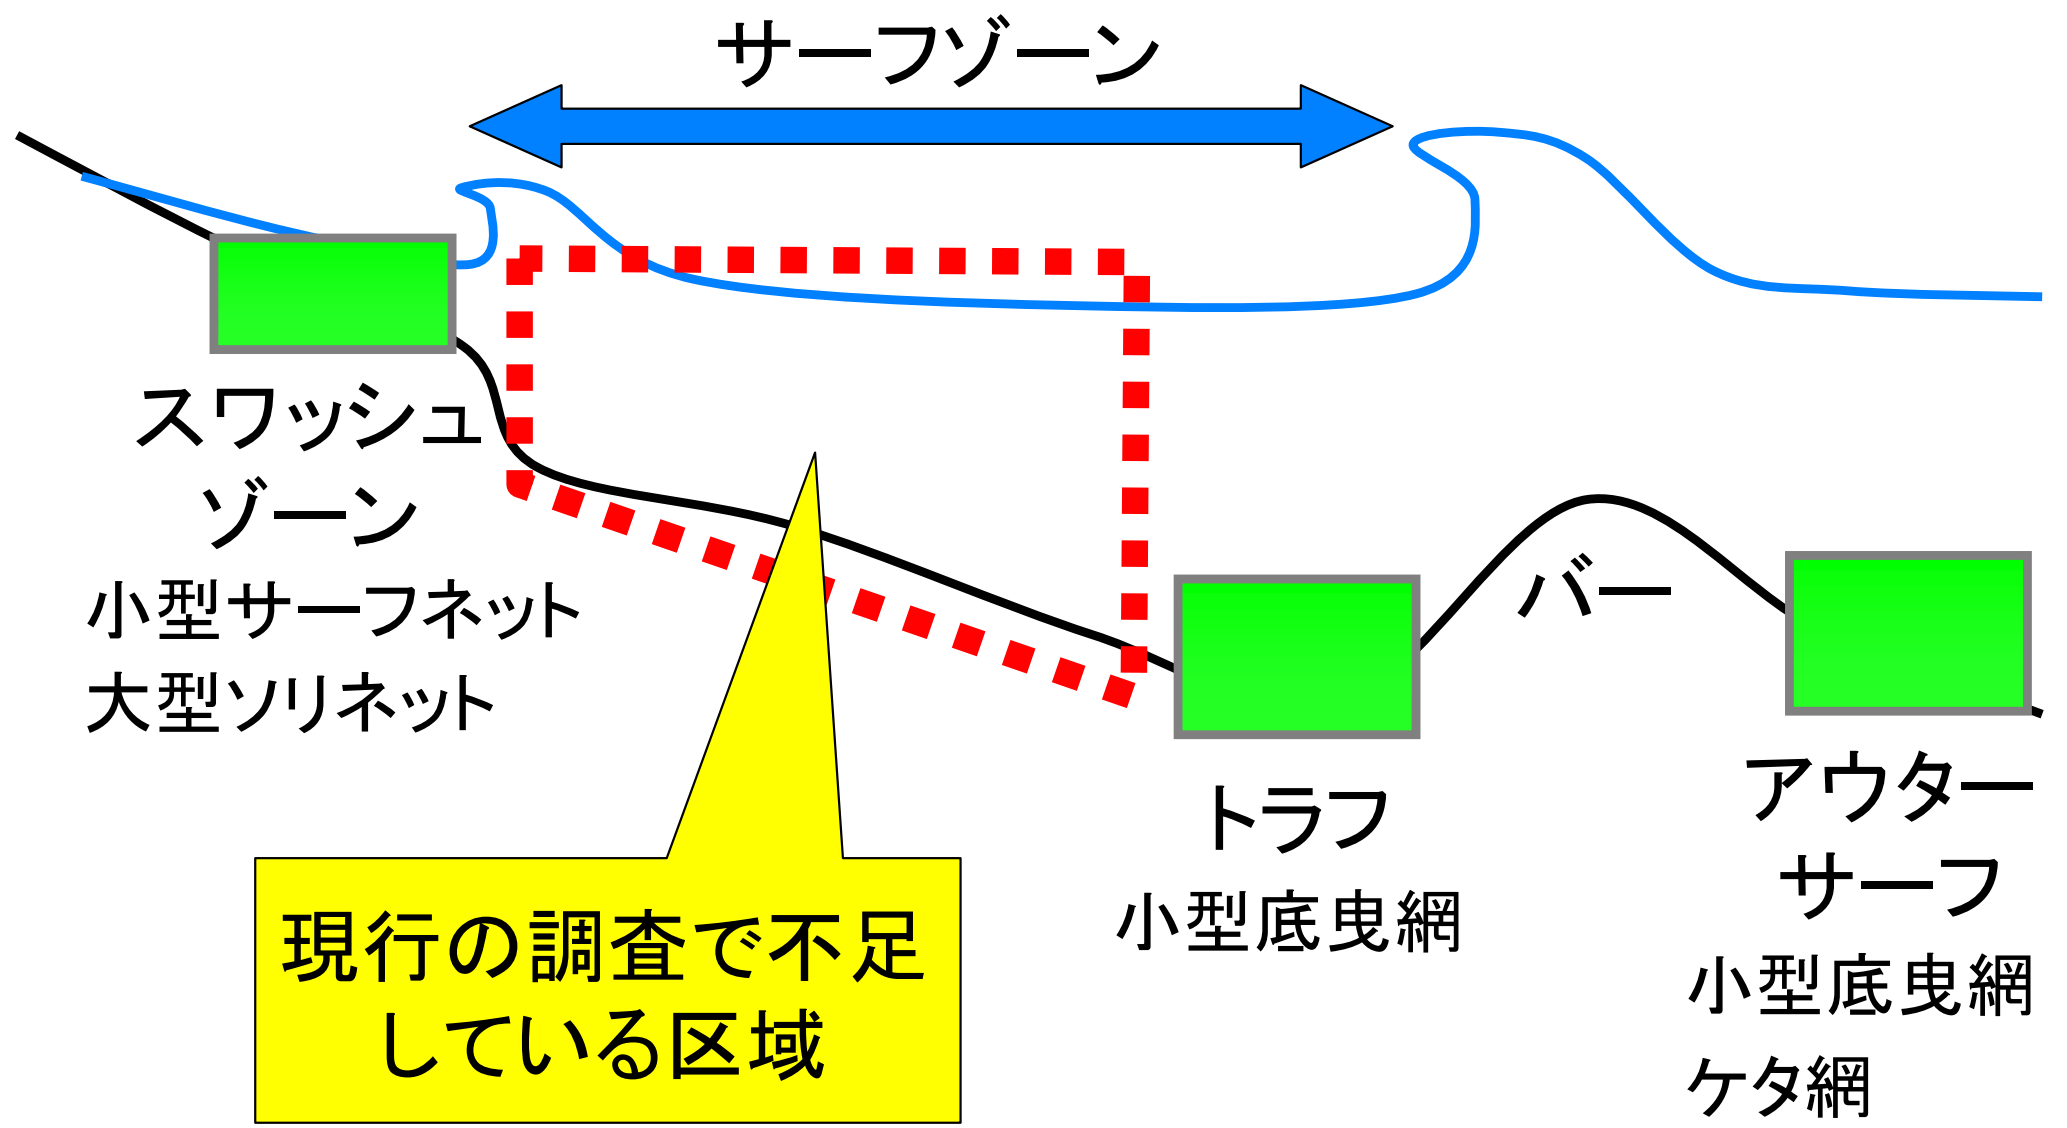 サーフゾーン
スワッシュ
ゾーン
小型サーフネット
大型ソリネット
バー
トラフ
小型底曳網
アウター
サーフ
小型底曳網
ケタ網
現行の調査で不足
している区域